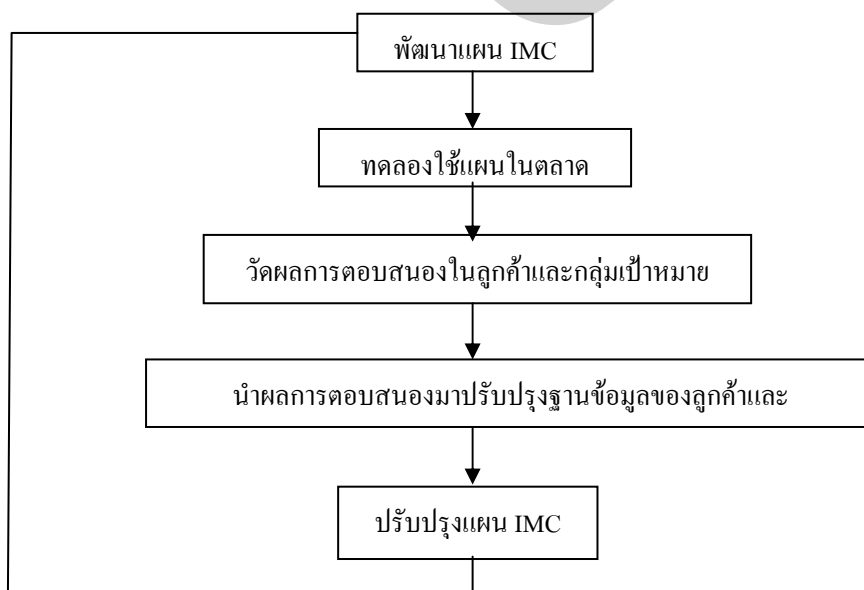 พัฒนาแผน IMC
ทดลองใช้แผนในตลาด
วัดผลการตอบสนองในลูกค้าและกลุ่มเป้าหมาย
นำผลการตอบสนองมาปรับปรุงฐานข้อมูลของลูกค้าและ
ปรับปรุงแผน IMC